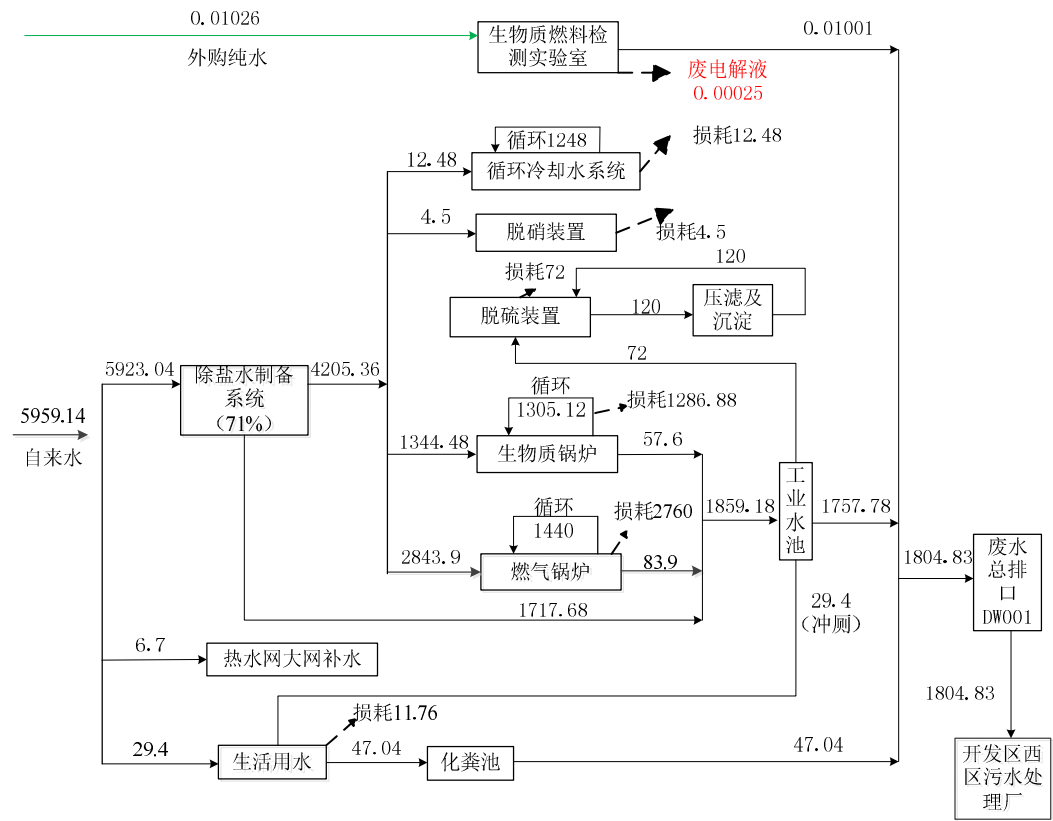 0.01026
外购纯水
生物质燃料检
测实验室
0.01001
废电解液
0.00025
循环1248
12.48
循环冷却水系统
损耗12.48
4.5
脱硝装置
损耗4.5
损耗72
120
脱硫装置
120
压滤及
沉淀
72
5959.14
自来水
5923.04
除盐水制备
系统
（71%）
4205.36
循环
1305.12
损耗1286.88
1344.48
生物质锅炉
57.6
循环
1440
损耗2760
2843.9
燃气锅炉
83.9
1717.68
1859.18
工
业
水
池
1757.78
29.4
（冲厕）
1804.83
废水
总排
口
DW001
6.7
热水网大网补水
损耗11.76
29.4
生活用水
47.04
化粪池
47.04
1804.83
开发区西
区污水处
理厂